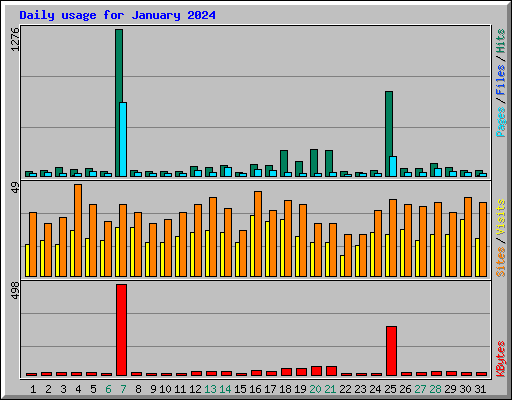 Daily usage for January 2024
1276
Pages / Files / Hits
49
Sites / Visits
498
KBytes
1 2 3 4 5 6 7 8 9 10 11 12 13 14 15 16 17 18 19 20 21 22 23 24 25 26 27 28 29 30 31